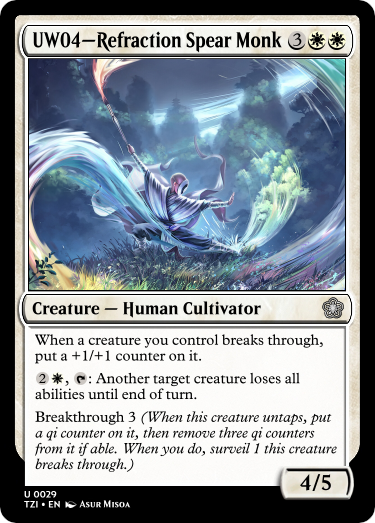 UW04—Refraction Spear Monk 3
Creature — Human Cultivator
When a creature you control breaks through,
put a +1/+1 counter on it.
2, : Another target creature loses all
abilities until end of turn.
Breakthrough 3 (When this creature untaps, put
a qi counter on it, then remove three qi counters
from it if able. When you do, surveil 1 this creature
breaks through.)
4/5
U 0029
TZI • EN Asur Misoa